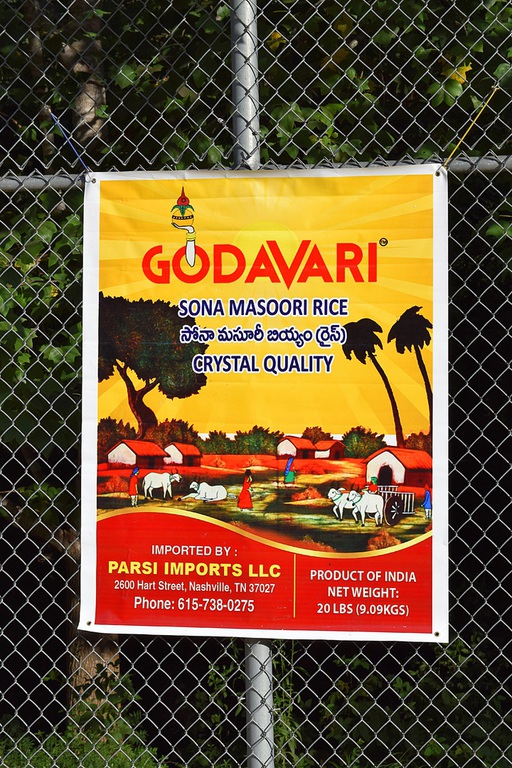 GODAVARI™
SONA MASOORI RICE
సోనా మసూరీ బియ్యం (రైస్)
CRYSTAL QUALITY
IMPORTED BY :
PARSI IMPORTS LLC
2600 Hart Street, Nashville, TN 37027
Phone: 615-738-0275
PRODUCT OF INDIA
NET WEIGHT:
20 LBS (9.09KGS)